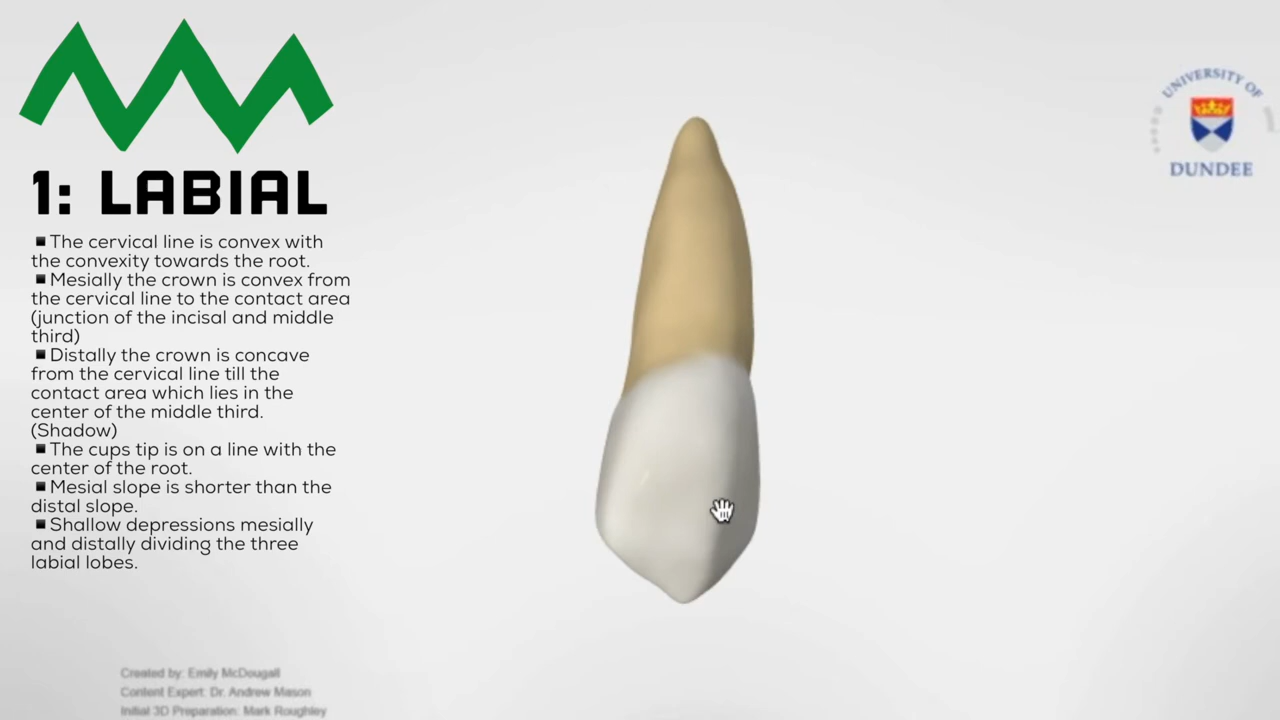 1: LABIAL
▪The cervical line is convex with
the convexity towards the root.
▪Mesially the crown is convex from
the cervical line to the contact area
(junction of the incisal and middle
third)
▪Distally the crown is concave
from the cervical line till the
contact area which lies in the
center of the middle third.
(Shadow)
▪The cups tip is on a line with the
center of the root.
▪Mesial slope is shorter than the
distal slope.
▪Shallow depressions mesially
and distally dividing the three
labial lobes.
UNIVERSITY OF
DUNDEE
Created by: Emily McDougall
Content Expert: Dr. Andrew Mason
Initial 3D Preparation: Mark Roughley